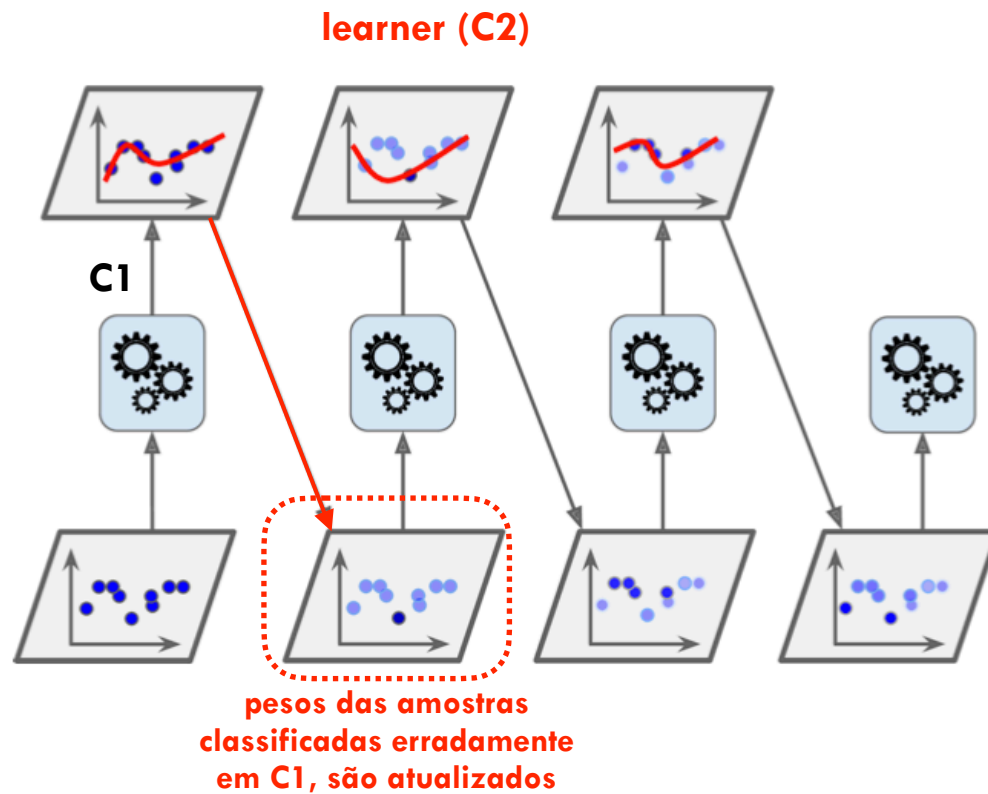 learner (C2)
C1
pesos das amostras
classificadas erradamente
em C1, são atualizados